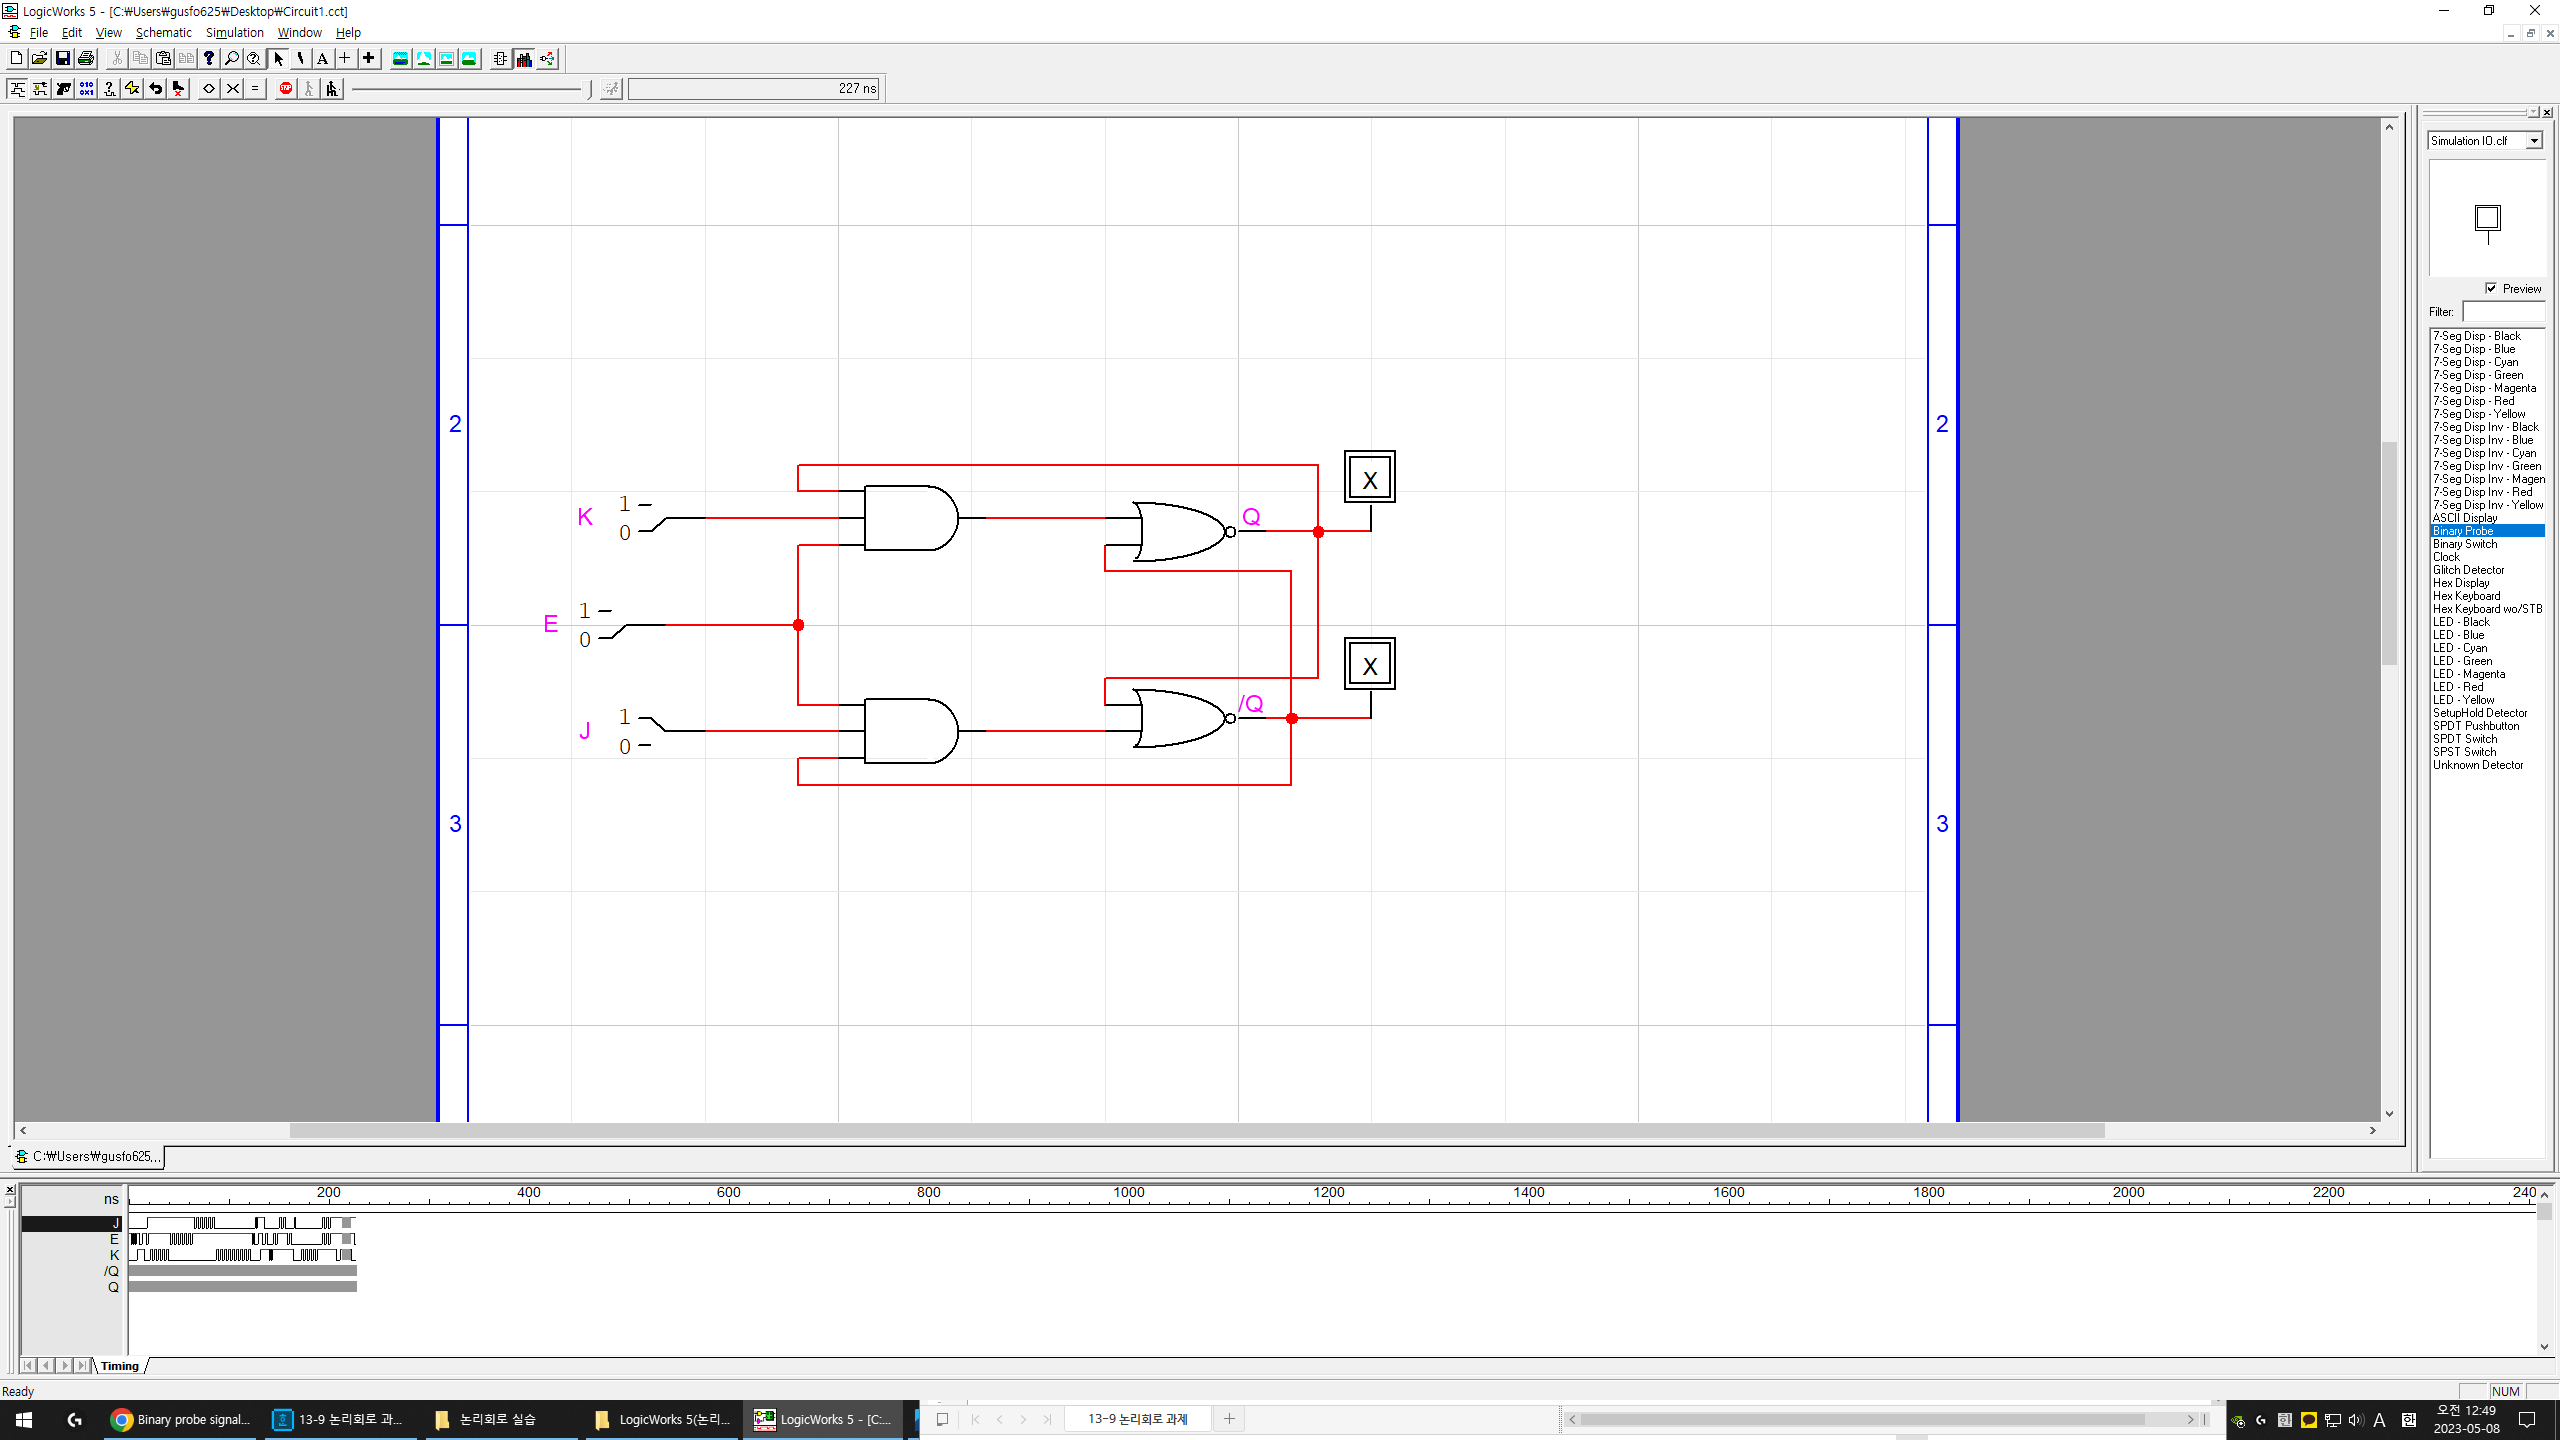 LogicWorks 5 - [C:₩Users₩gusfo625₩Desktop₩Circuit1.cct]
File Edit View Schematic Simulation Window Help
227 ns
Simulation IO.clf
Preview
Filter:
7-Seg Disp - Black
7-Seg Disp - Blue
7-Seg Disp - Cyan
7-Seg Disp - Green
7-Seg Disp - Magenta
7-Seg Disp - Red
7-Seg Disp - Yellow
7-Seg Disp Inv - Black
7-Seg Disp Inv - Blue
7-Seg Disp Inv - Cyan
7-Seg Disp Inv - Green
7-Seg Disp Inv - Magen
7-Seg Disp Inv - Red
7-Seg Disp Inv - Yellow
ASCII Display
Binary Probe
Binary Switch
Clock
Glitch Detector
Hex Display
Hex Keyboard
Hex Keyboard wo/STB
LED - Black
LED - Blue
LED - Cyan
LED - Green
LED - Magenta
LED - Red
LED - Yellow
SetupHold Detector
SPDT Pushbutton
SPDT Switch
SPST Switch
Unknown Detector
2 2
X
K 1 Q
0
1
E
0
X
/Q
J 1
0
3 3
C:₩Users₩gusfo625...
ns 200 400 600 800 1000 1200 1400 1600 1800 2000 2200 240
J
E
K
/Q
Q
Timing
Ready
NUM
Binary probe signal...
13-9 논리회로 과...
논리회로 실습
LogicWorks 5(논리...
LogicWorks 5 - [C:...
13-9 논리회로 과제
A
오전 12:49
2023-05-08